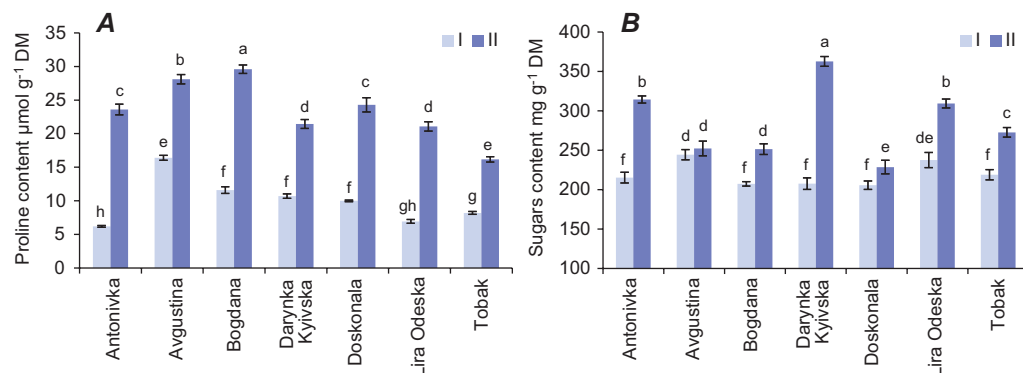 A
Proline content µmol g-1 DM
35
30
25
20
15
10
5
0
I II
h
c
e
b
f
a
f
d
f
c
gh
d
g
e
Antonivka
Avgustina
Bogdana
Darynka
Kyivska
Doskonala
Lira Odeska
Tobak
B
Sugars content mg g-1 DM
400
350
300
250
200
150
100
I II
f
b
d
d
f
d
f
a
f
e
de
b
f
c
Antonivka
Avgustina
Bogdana
Darynka
Kyivska
Doskonala
Lira Odeska
Tobak